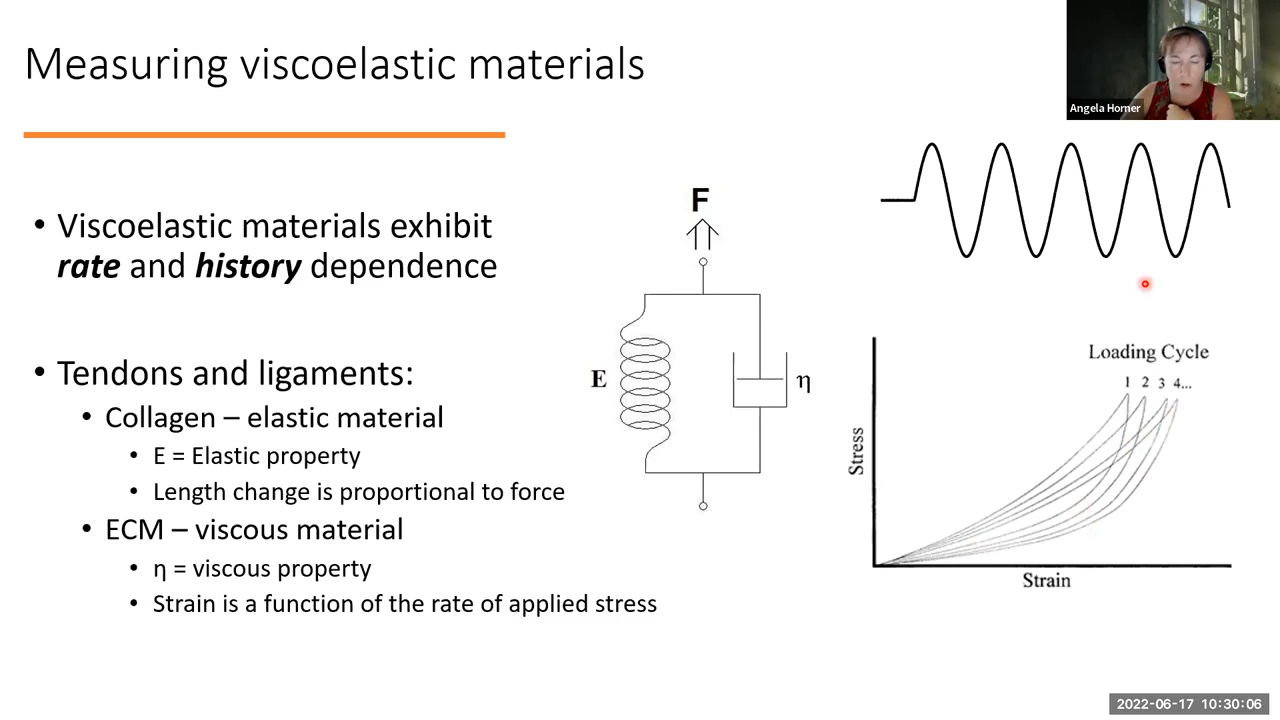 Measuring viscoelastic materials
Angela Horner
• Viscoelastic materials exhibit
rate and history dependence
• Tendons and ligaments:
• Collagen – elastic material
• E = Elastic property
• Length change is proportional to force
• ECM – viscous material
• η = viscous property
• Strain is a function of the rate of applied stress
F
E
η
Loading Cycle
1 2 3 4...
Stress
Strain
2022-06-17 10:30:06